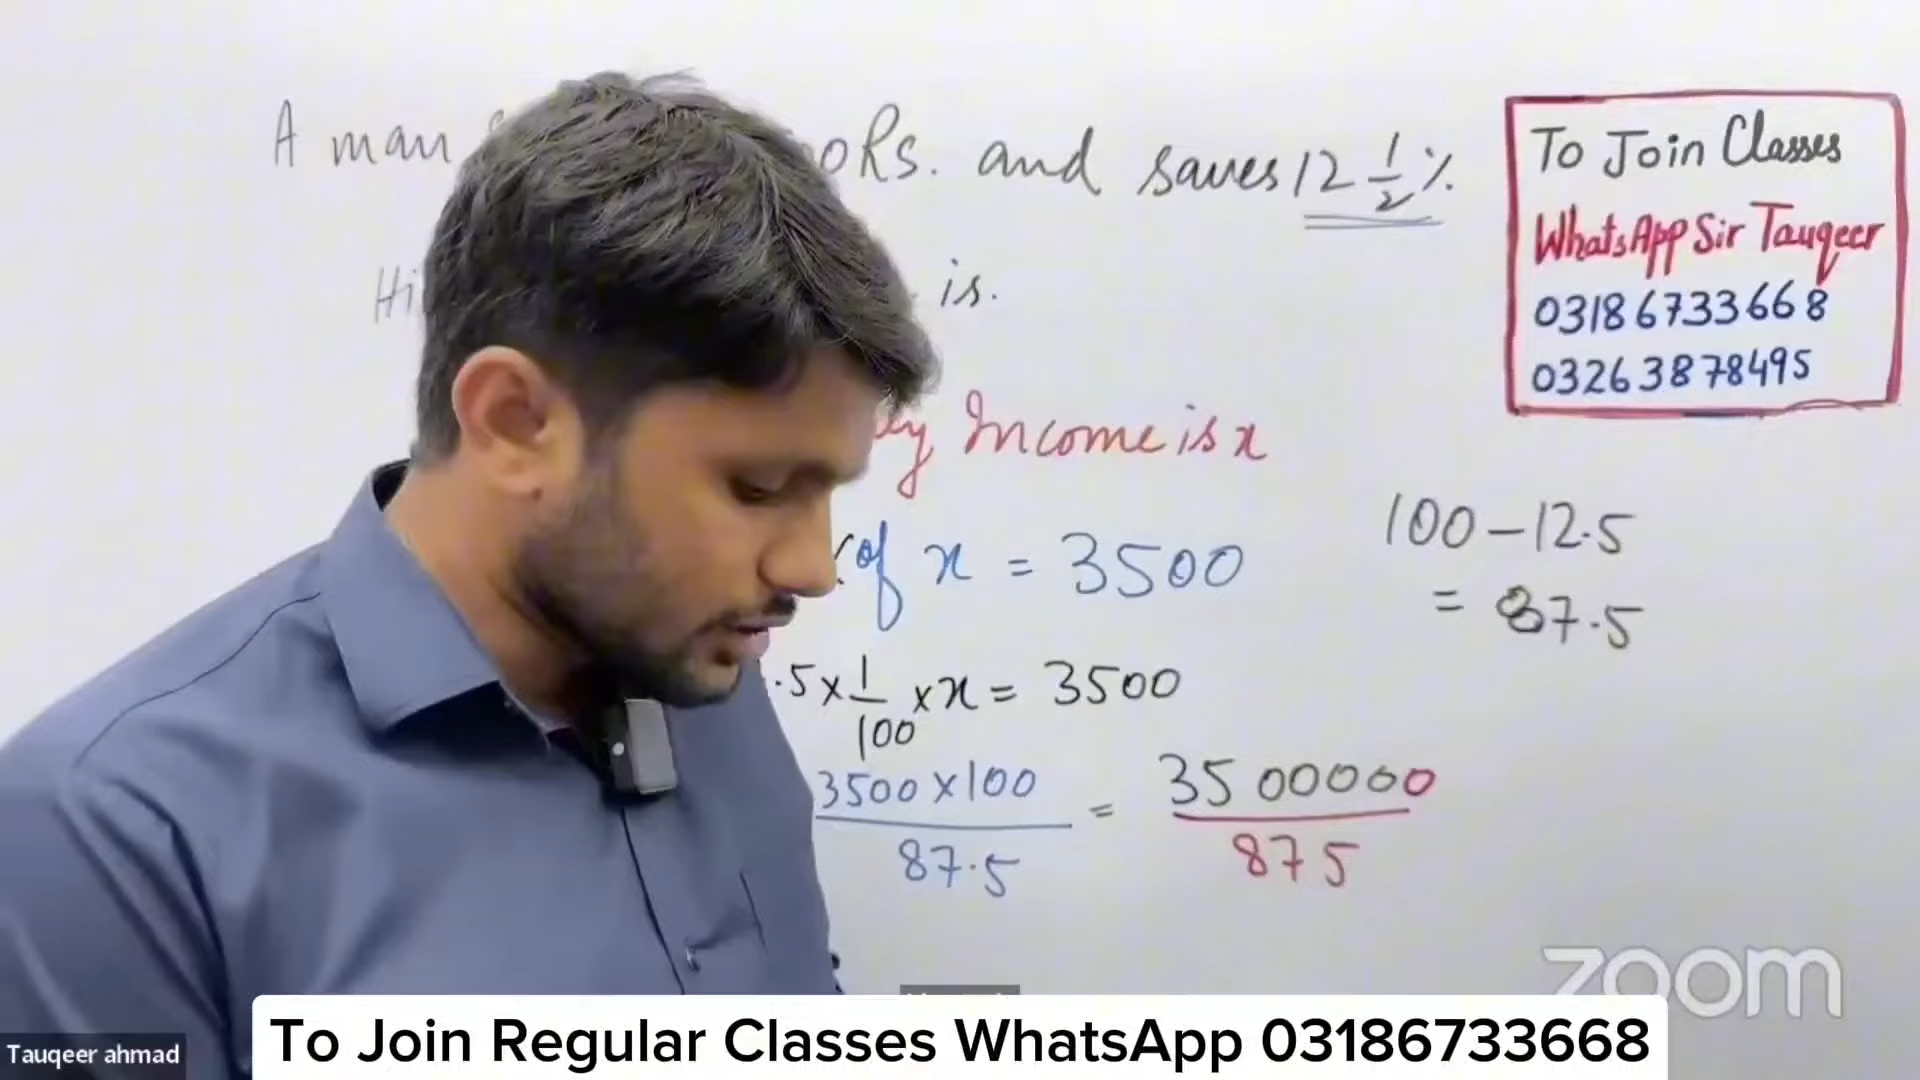 A man Rs. and saves 12 1/2 %
is.
Income is x
of x = 3500
.5 × 1/100 × x = 3500
3500 × 100 / 87.5 = 3500000 / 875
100 - 12.5
= 87.5
To Join Classes
WhatsApp Sir Tauqeer
03186733668
03263878495
zoom
Tauqeer ahmad
To Join Regular Classes WhatsApp 03186733668